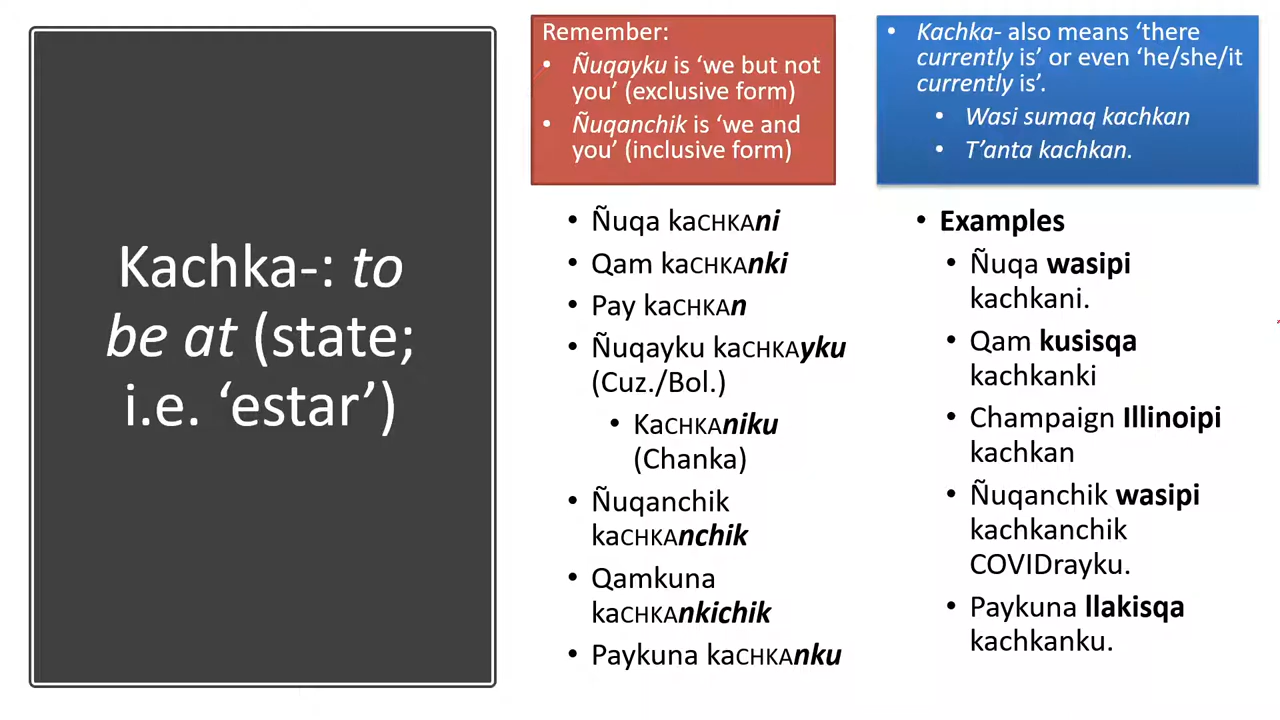 Kachka-: to
be at (state;
i.e. ‘estar’)
Remember:
• Ñuqayku is ‘we but not
you’ (exclusive form)
• Ñuqanchik is ‘we and
you’ (inclusive form)
• Kachka- also means ‘there
currently is’ or even ‘he/she/it
currently is’.
• Wasi sumaq kachkan
• T’anta kachkan.
• Ñuqa kaCHKAni
• Qam kaCHKAnki
• Pay kaCHKAn
• Ñuqayku kaCHKAyku
(Cuz./Bol.)
• KaCHKAniku
(Chanka)
• Ñuqanchik
kaCHKAnchik
• Qamkuna
kaCHKAnkichik
• Paykuna kaCHKAnku
• Examples
• Ñuqa wasipi
kachkani.
• Qam kusisqa
kachkanki
• Champaign Illinoipi
kachkan
• Ñuqanchik wasipi
kachkanchik
COVIDrayku.
• Paykuna llakisqa
kachkanku.